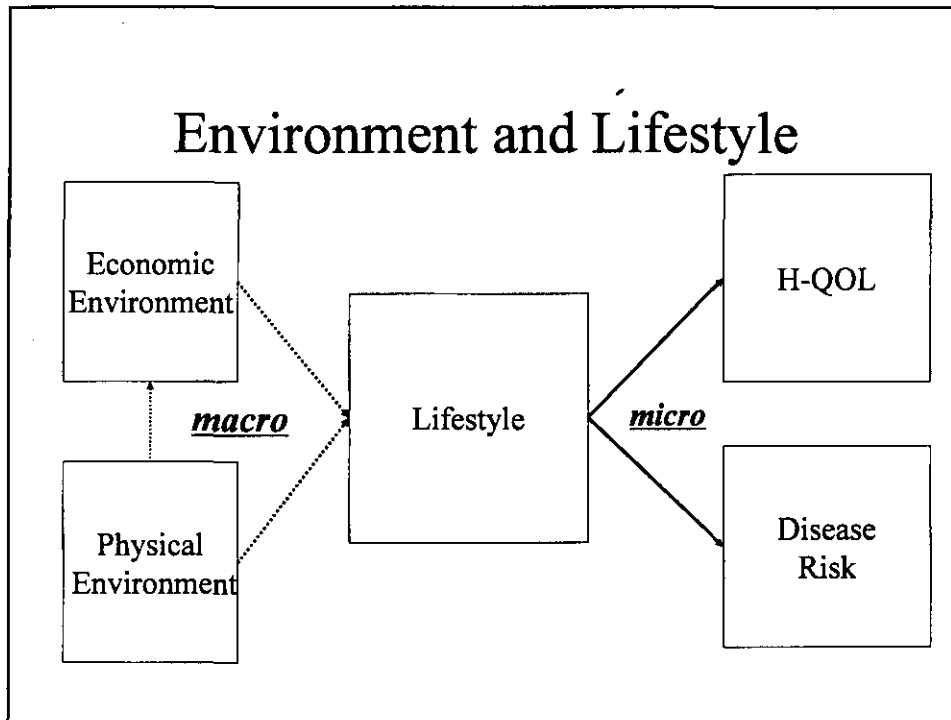 Environment and Lifestyle
Economic
Environment
H-QOL
macro
Lifestyle
micro
Physical
Environment
Disease
Risk